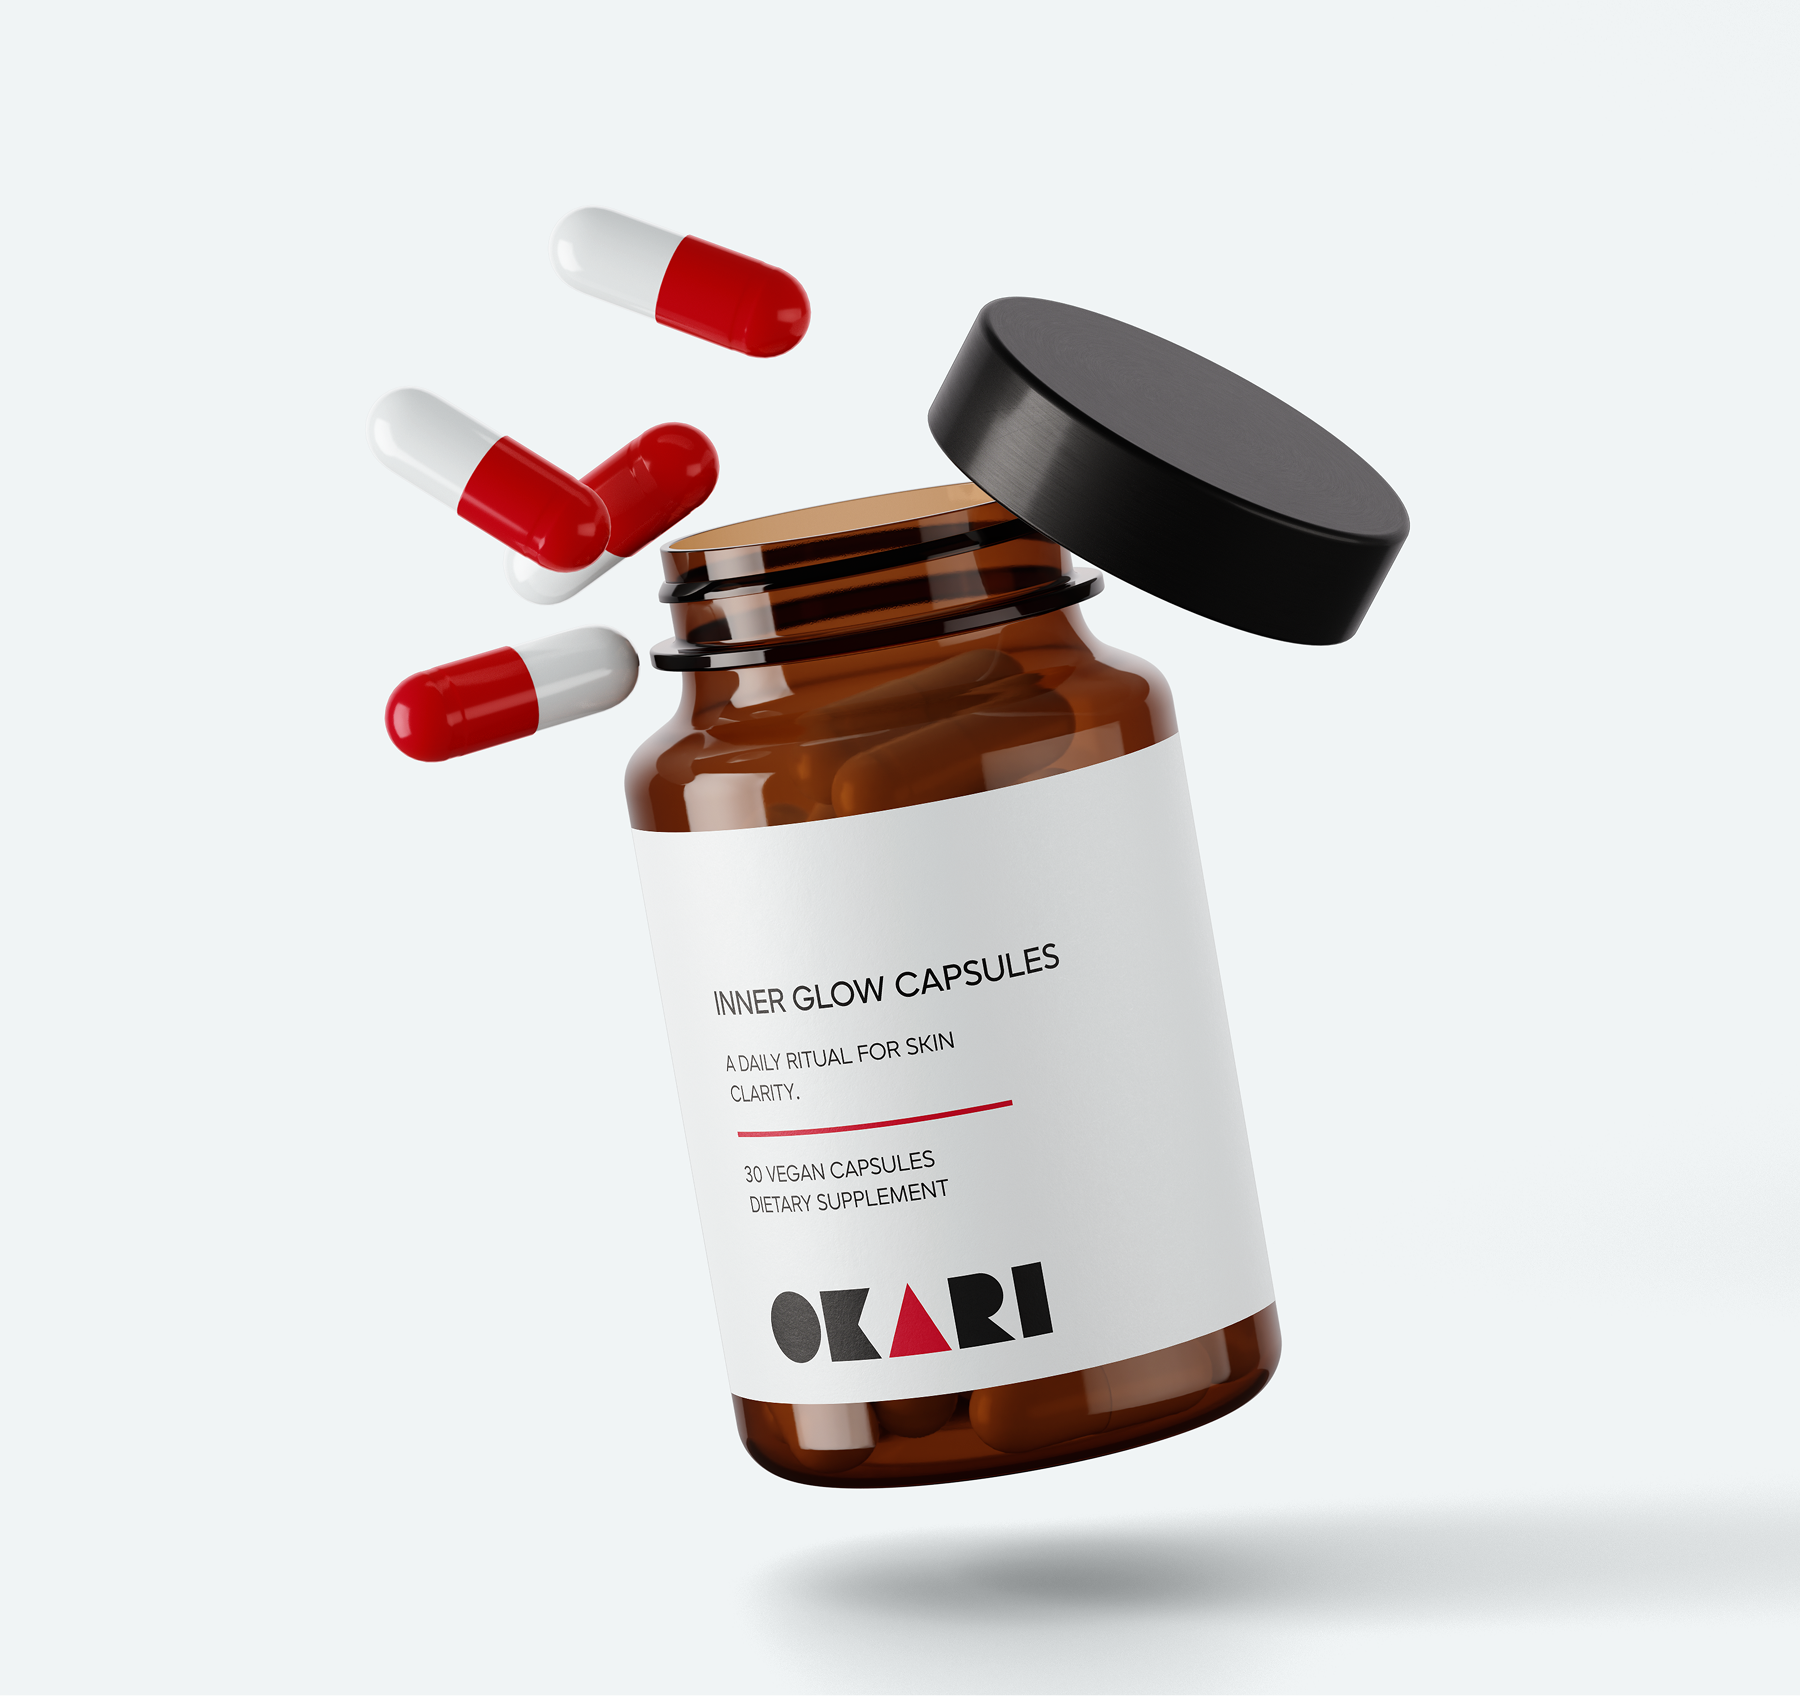 INNER GLOW CAPSULES
A DAILY RITUAL FOR SKIN
CLARITY.
30 VEGAN CAPSULES
DIETARY SUPPLEMENT
OKARI